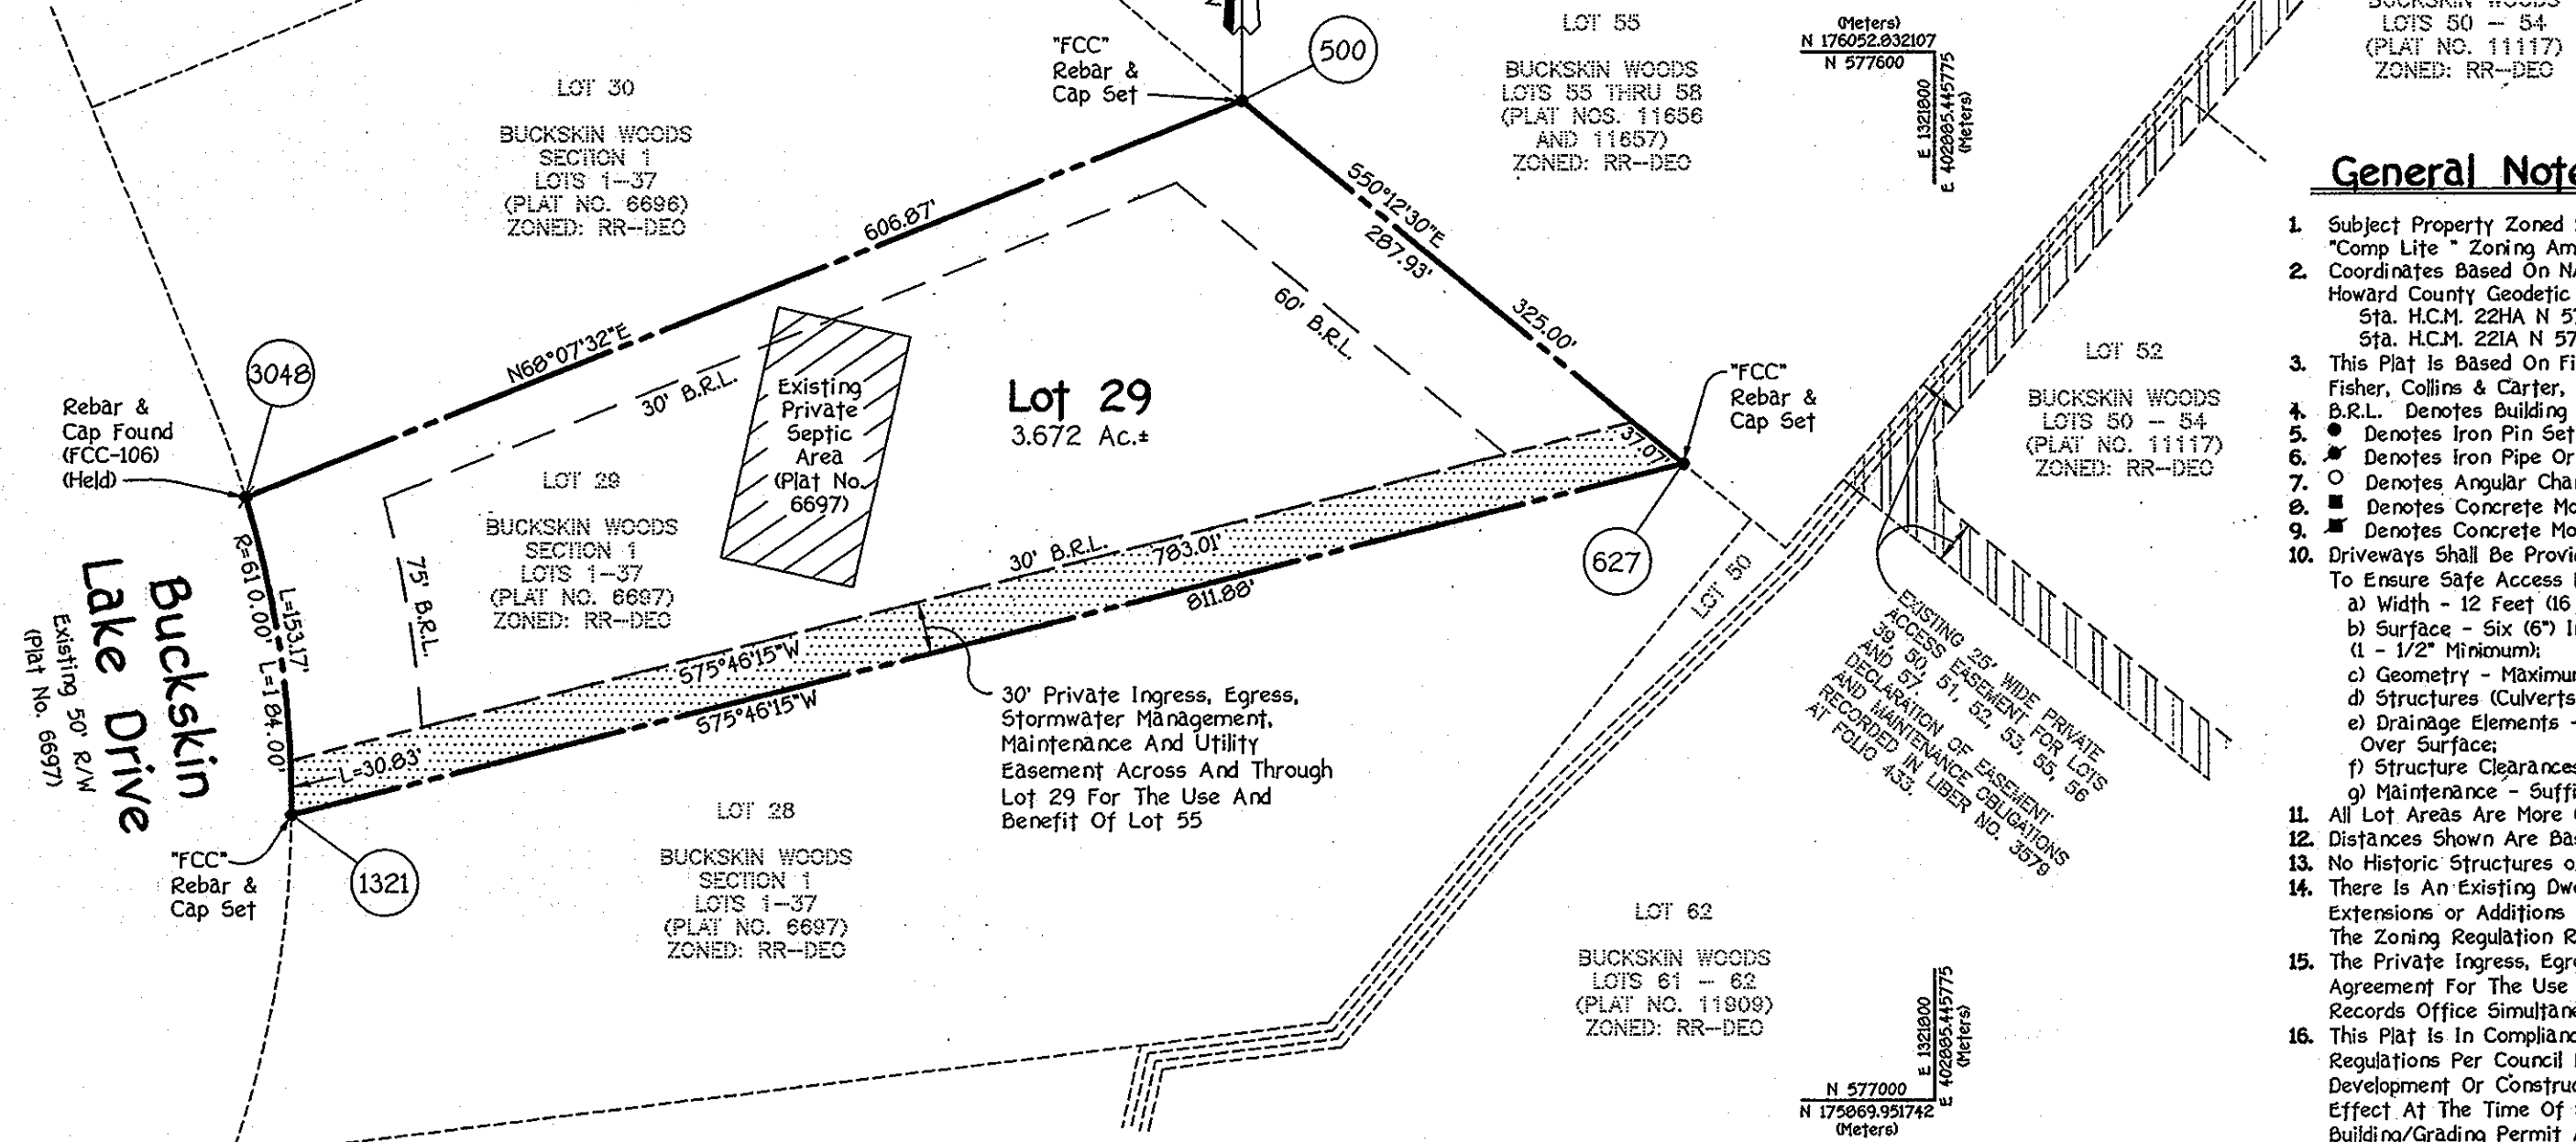 "FCC"
Rebar &
Cap Set
500
LOT 30
BUCKSKIN WOODS
SECTION 1
LOTS 1-37
(PLAT NO. 6696)
ZONED: RR-DEO
LOT 55
BUCKSKIN WOODS
LOTS 55 THRU 58
(PLAT NOS. 11656
AND 11657)
ZONED: RR-DEO
(Meters)
N 176052.832107
N 577600
E 1321800
E 402885.445775
(Meters)
LOTS 50 - 54
(PLAT NO. 11117)
ZONED: RR-DEO
606.87'
N68°07'32"E
S50°12'30"E
287.93'
325.00'
37.07'
60' B.R.L.
30' B.R.L.
3048
Rebar &
Cap Found
(FCC-106)
(Held)
Existing
Private
Septic
Area
(Plat No.
6697)
Lot 29
3.672 Ac.±
"FCC"
Rebar &
Cap Set
627
LOT 29
BUCKSKIN WOODS
SECTION 1
LOTS 1-37
(PLAT NO. 6697)
ZONED: RR-DEO
75' B.R.L.
R=610.00'
L=153.17'
L=184.00'
L=30.83'
30' B.R.L.
783.01'
811.88'
S75°46'15"W
S75°46'15"W
Buckskin
Lake Drive
Existing 50' R/W
(Plat No. 6697)
"FCC"
Rebar &
Cap Set
1321
30' Private Ingress, Egress,
Stormwater Management,
Maintenance And Utility
Easement Across And Through
Lot 29 For The Use And
Benefit Of Lot 55
LOT 28
BUCKSKIN WOODS
SECTION 1
LOTS 1-37
(PLAT NO. 6697)
ZONED: RR-DEO
LOT 50
LOT 52
BUCKSKIN WOODS
LOTS 50 - 54
(PLAT NO. 11117)
ZONED: RR-DEO
EXISTING 25' WIDE PRIVATE
ACCESS EASEMENT FOR LOTS
39, 50, 51, 52, 53, 55, 56
AND 57.
DECLARATION OF EASEMENT
AND MAINTENANCE OBLIGATIONS
RECORDED IN LIBER NO. 3579
AT FOLIO 433.
LOT 62
BUCKSKIN WOODS
LOTS 61 - 62
(PLAT NO. 11809)
ZONED: RR-DEO
E 1321800
E 402885.445775
(Meters)
N 577000
N 175869.951742
(Meters)
General Note
1. Subject Property Zoned
"Comp Lite " Zoning Am
2. Coordinates Based On NA
Howard County Geodetic
Sta. H.C.M. 22HA N 5
Sta. H.C.M. 22IA N 57
3. This Plat Is Based On Fi
Fisher, Collins & Carter,
4. B.R.L. Denotes Building
5. Denotes Iron Pin Set
6. Denotes Iron Pipe Or
7. Denotes Angular Cha
8. Denotes Concrete Mo
9. Denotes Concrete Mo
10. Driveways Shall Be Provi
To Ensure Safe Access
a) Width - 12 Feet (16
b) Surface - Six (6") I
(1 - 1/2" Minimum);
c) Geometry - Maximu
d) Structures (Culverts
e) Drainage Elements -
Over Surface;
f) Structure Clearances
g) Maintenance - Suffi
11. All Lot Areas Are More
12. Distances Shown Are Bas
13. No Historic Structures o
14. There Is An Existing Dwe
Extensions or Additions
The Zoning Regulation R
15. The Private Ingress, Egr
Agreement For The Use
Records Office Simultan
16. This Plat Is In Complianc
Regulations Per Council
Development Or Constru
Effect At The Time Of
Building/Grading Permit